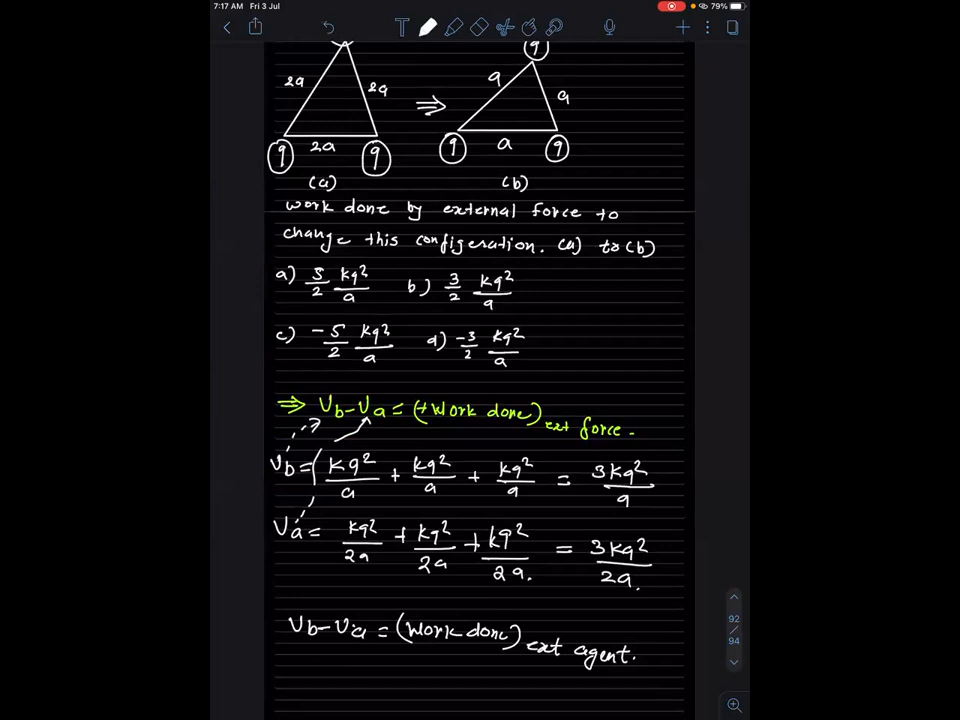 7:17 AM Fri 3 Jul 79%
2a 2a
2a
q q
(a)
⇒
q
a a
a
q q
(b)
work done by external force to
change this configeration. (a) to (b)
a) 5/2 kq²/a b) 3/2 kq²/a
c) -5/2 kq²/a d) -3/2 kq²/a
⇒ Ub-Ua = (+work done) ext force.
Ub = (kq²/a + kq²/a + kq²/a = 3kq²/a
Ua = kq²/2a + kq²/2a + kq²/2a. = 3kq²/2a.
Ub-Ua = (work done) ext agent.
92
/
94